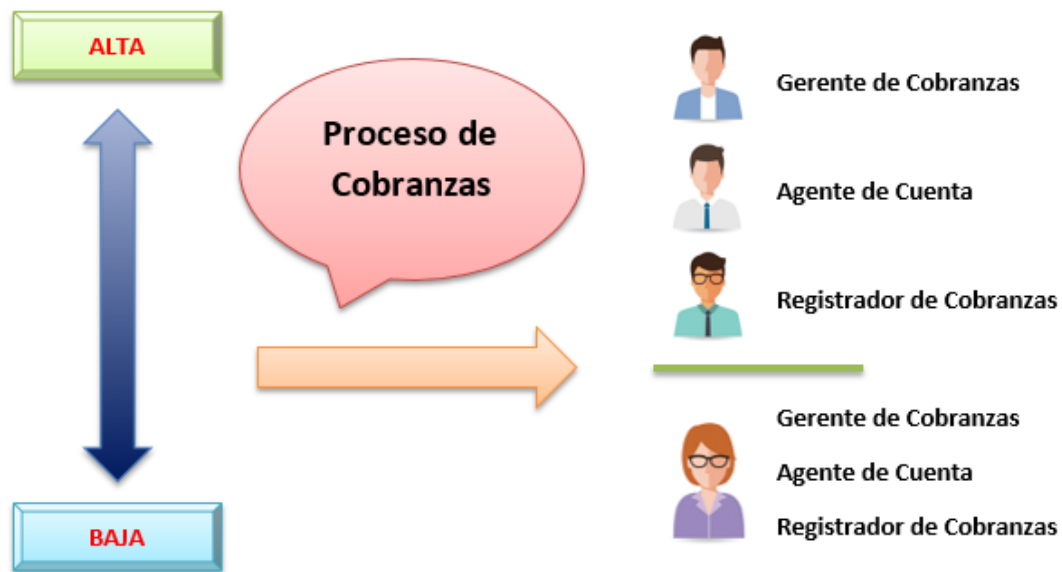 ALTA
Proceso de
Cobranzas
Gerente de Cobranzas
Agente de Cuenta
Registrador de Cobranzas
Gerente de Cobranzas
Agente de Cuenta
Registrador de Cobranzas
BAJA